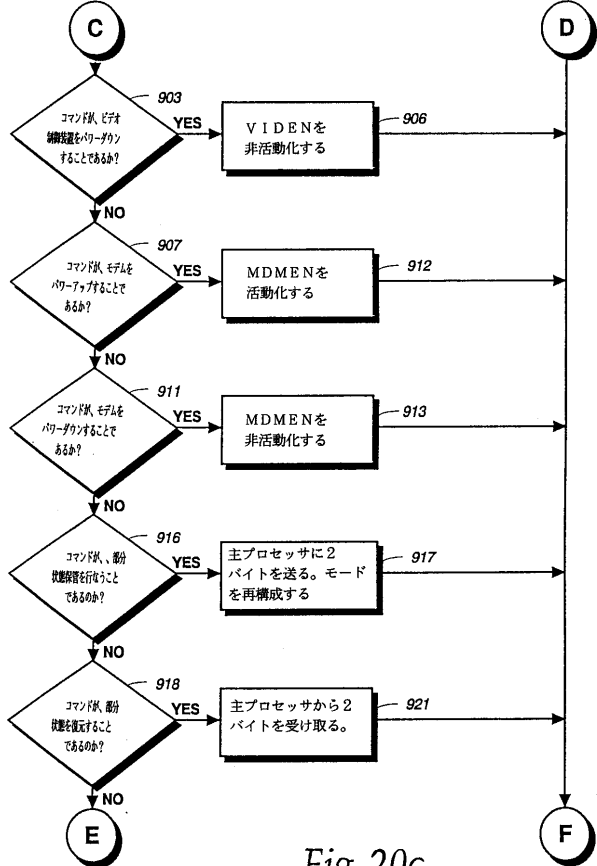 C
D
903
コマンドが、ビデオ
制御装置をパワーダウン
することであるか?
YES
VIDENを
非活動化する
906
NO
907
コマンドが、モデムを
パワーアップすることで
あるか?
YES
MDMENを
活動化する
912
NO
911
コマンドが、モデムを
パワーダウンすることで
あるか?
YES
MDMENを
非活動化する
913
NO
916
コマンドが、、部分
状態保管を行なうこと
であるのか?
YES
主プロセッサに2
バイトを送る。モード
を再構成する
917
NO
918
コマンドが、部分
状態を復元すること
であるのか?
YES
主プロセッサから2
バイトを受け取る。
921
NO
E
F
Fig. 20c